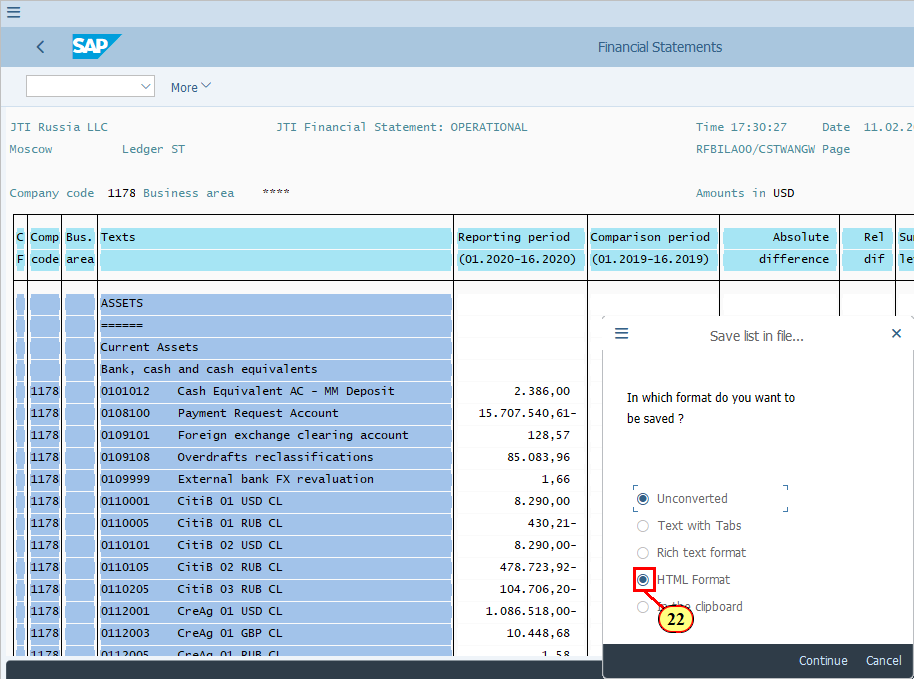 SAP Financial Statements
More
JTI Russia LLC JTI Financial Statement: OPERATIONAL Time 17:30:27 Date 11.02.2
Moscow Ledger ST RFBILA00/CSTWANGW Page
Company code 1178 Business area **** Amounts in USD
C Comp Bus. Texts Reporting period Comparison period Absolute Rel Su
F code area (01.2020-16.2020) (01.2019-16.2019) difference dif le
ASSETS
======
Current Assets
Bank, cash and cash equivalents
1178 0101012 Cash Equivalent AC - MM Deposit 2.386,00
1178 0108100 Payment Request Account 15.707.540,61-
1178 0109101 Foreign exchange clearing account 128,57
1178 0109108 Overdrafts reclassifications 85.083,96
1178 0109999 External bank FX revaluation 1,66
1178 0110001 CitiB 01 USD CL 8.290,00
1178 0110005 CitiB 01 RUB CL 430,21-
1178 0110101 CitiB 02 USD CL 8.290,00-
1178 0110105 CitiB 02 RUB CL 478.723,92-
1178 0110205 CitiB 03 RUB CL 104.706,20-
1178 0112001 CreAg 01 USD CL 1.086.518,00-
1178 0112003 CreAg 01 GBP CL 10.448,68
1178 0112005 CreAg 01 RUB CL 1,58
Save list in file...
In which format do you want to
be saved ?
Unconverted
Text with Tabs
Rich text format
HTML Format
In the clipboard
22
Continue Cancel